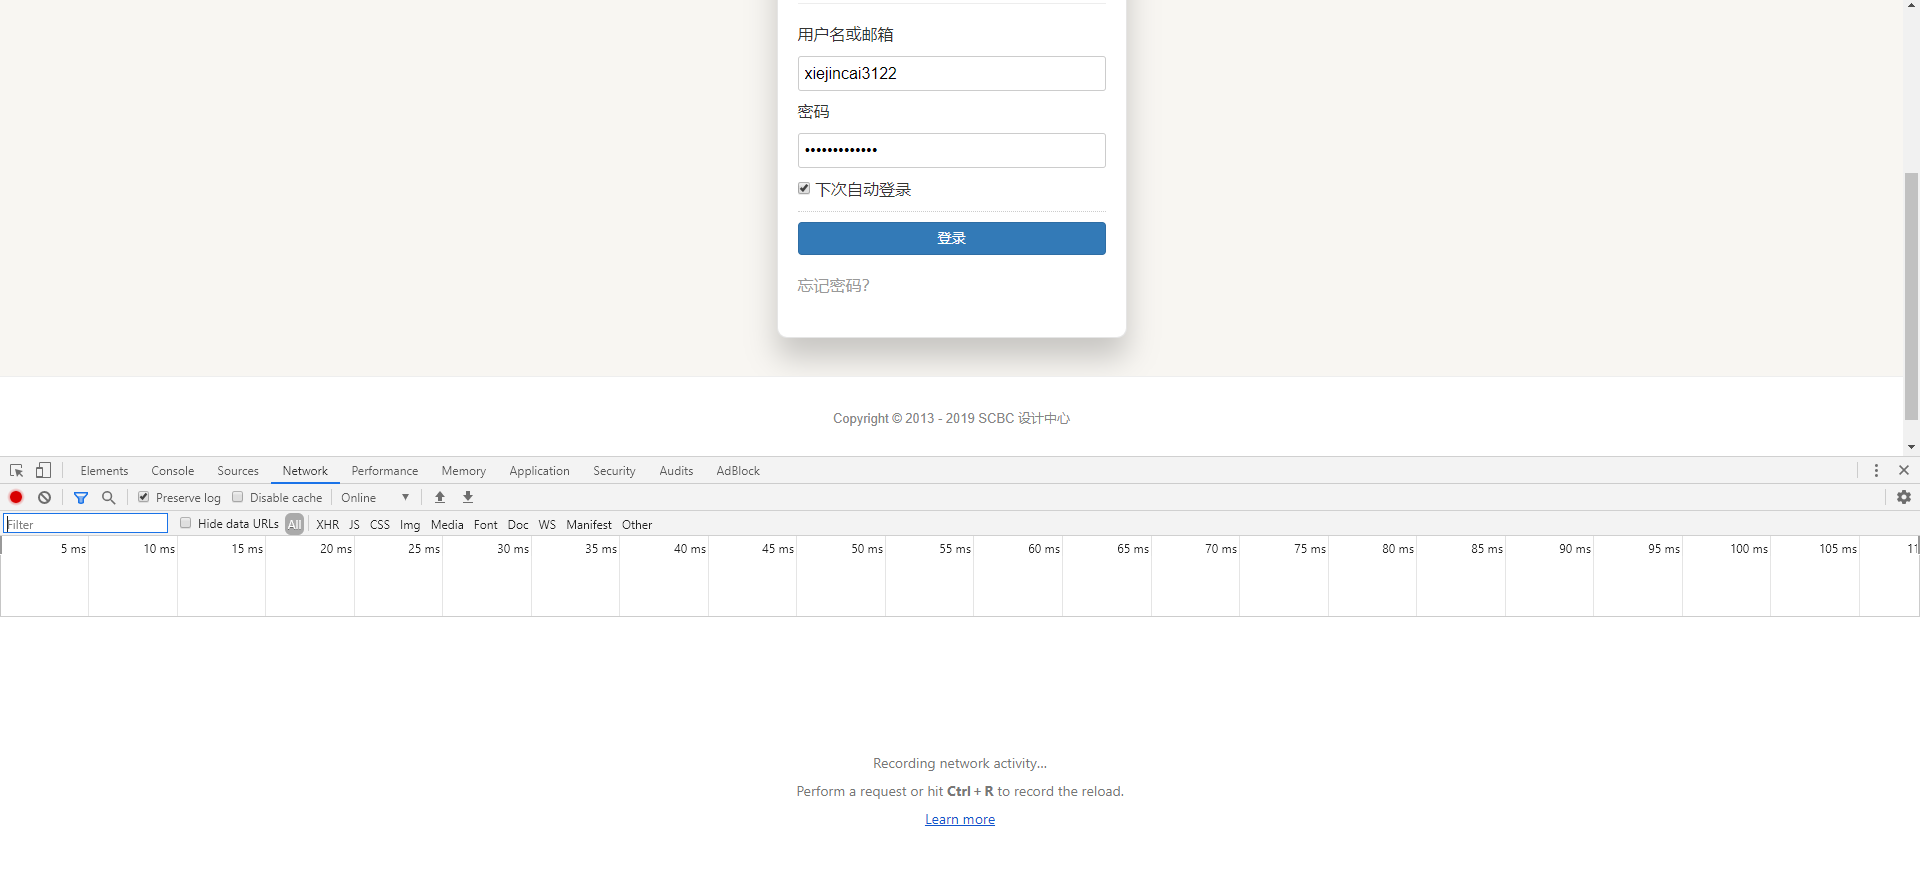 用户名或邮箱
xiejincai3122
密码
•••••••••••••
下次自动登录
登录
忘记密码?
Copyright © 2013 - 2019 SCBC 设计中心
Elements Console Sources Network Performance Memory Application Security Audits AdBlock
Preserve log Disable cache Online
Filter Hide data URLs All XHR JS CSS Img Media Font Doc WS Manifest Other
5 ms 10 ms 15 ms 20 ms 25 ms 30 ms 35 ms 40 ms 45 ms 50 ms 55 ms 60 ms 65 ms 70 ms 75 ms 80 ms 85 ms 90 ms 95 ms 100 ms 105 ms
Recording network activity...
Perform a request or hit Ctrl + R to record the reload.
Learn more